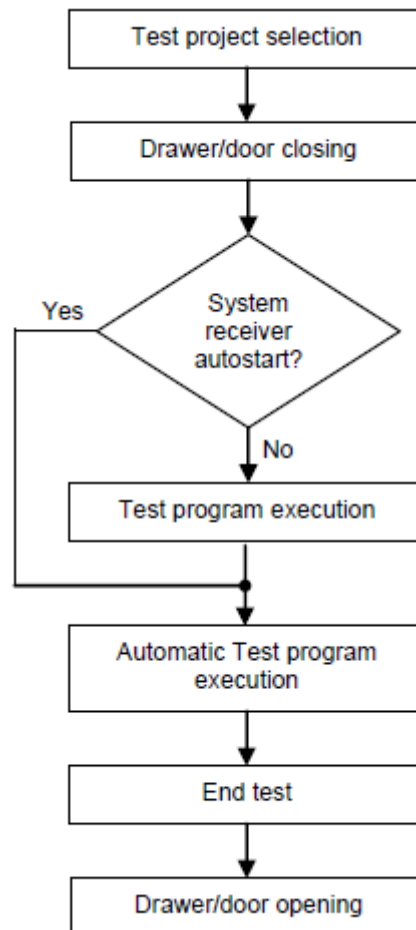 Test project selection
Drawer/door closing
Yes
System
receiver
autostart?
No
Test program execution
Automatic Test program
execution
End test
Drawer/door opening